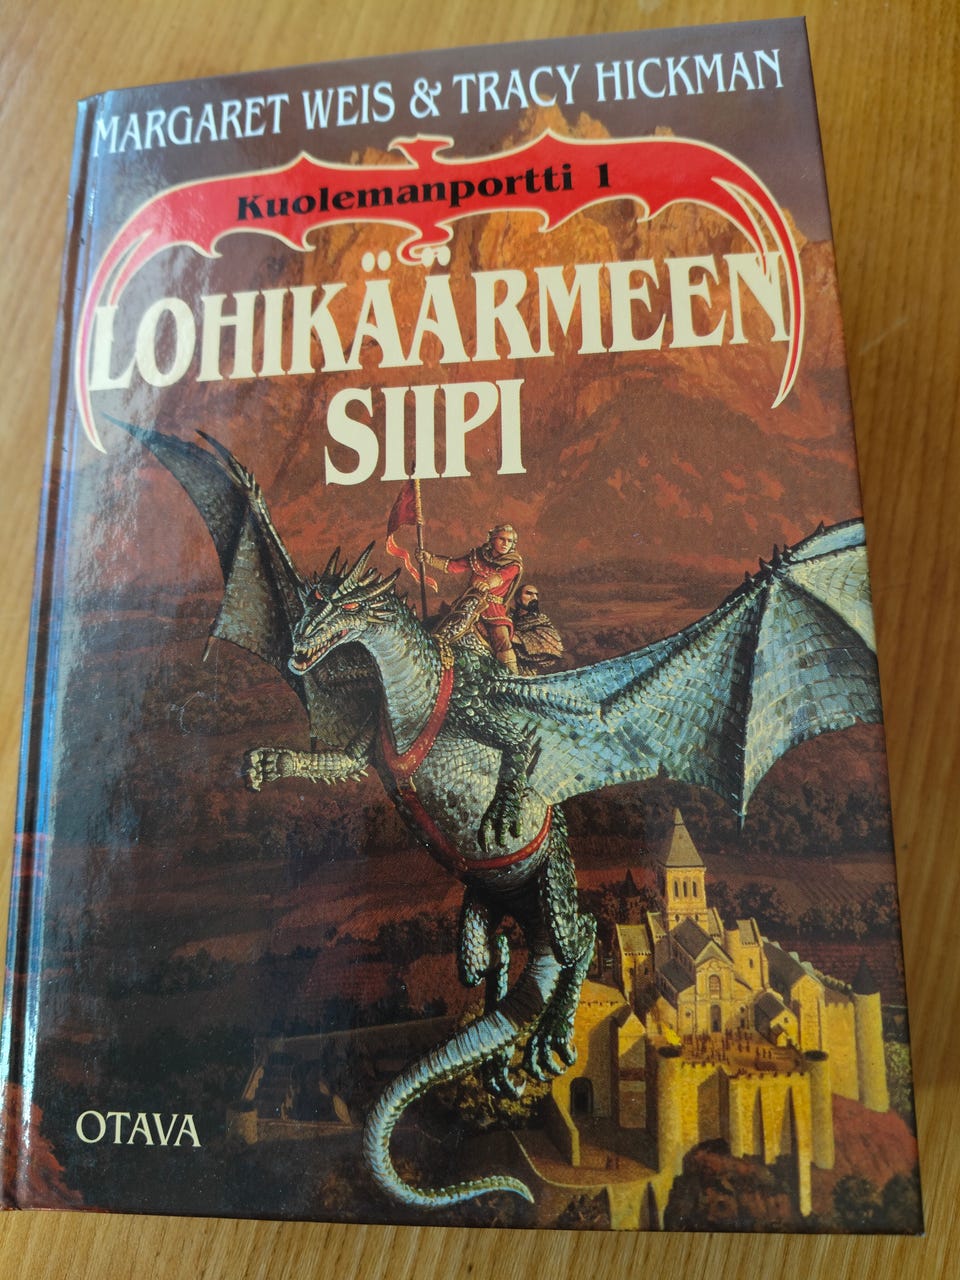 MARGARET WEIS & TRACY HICKMAN
Kuolemanportti 1
LOHIKÄÄRMEEN
SIIPI
OTAVA